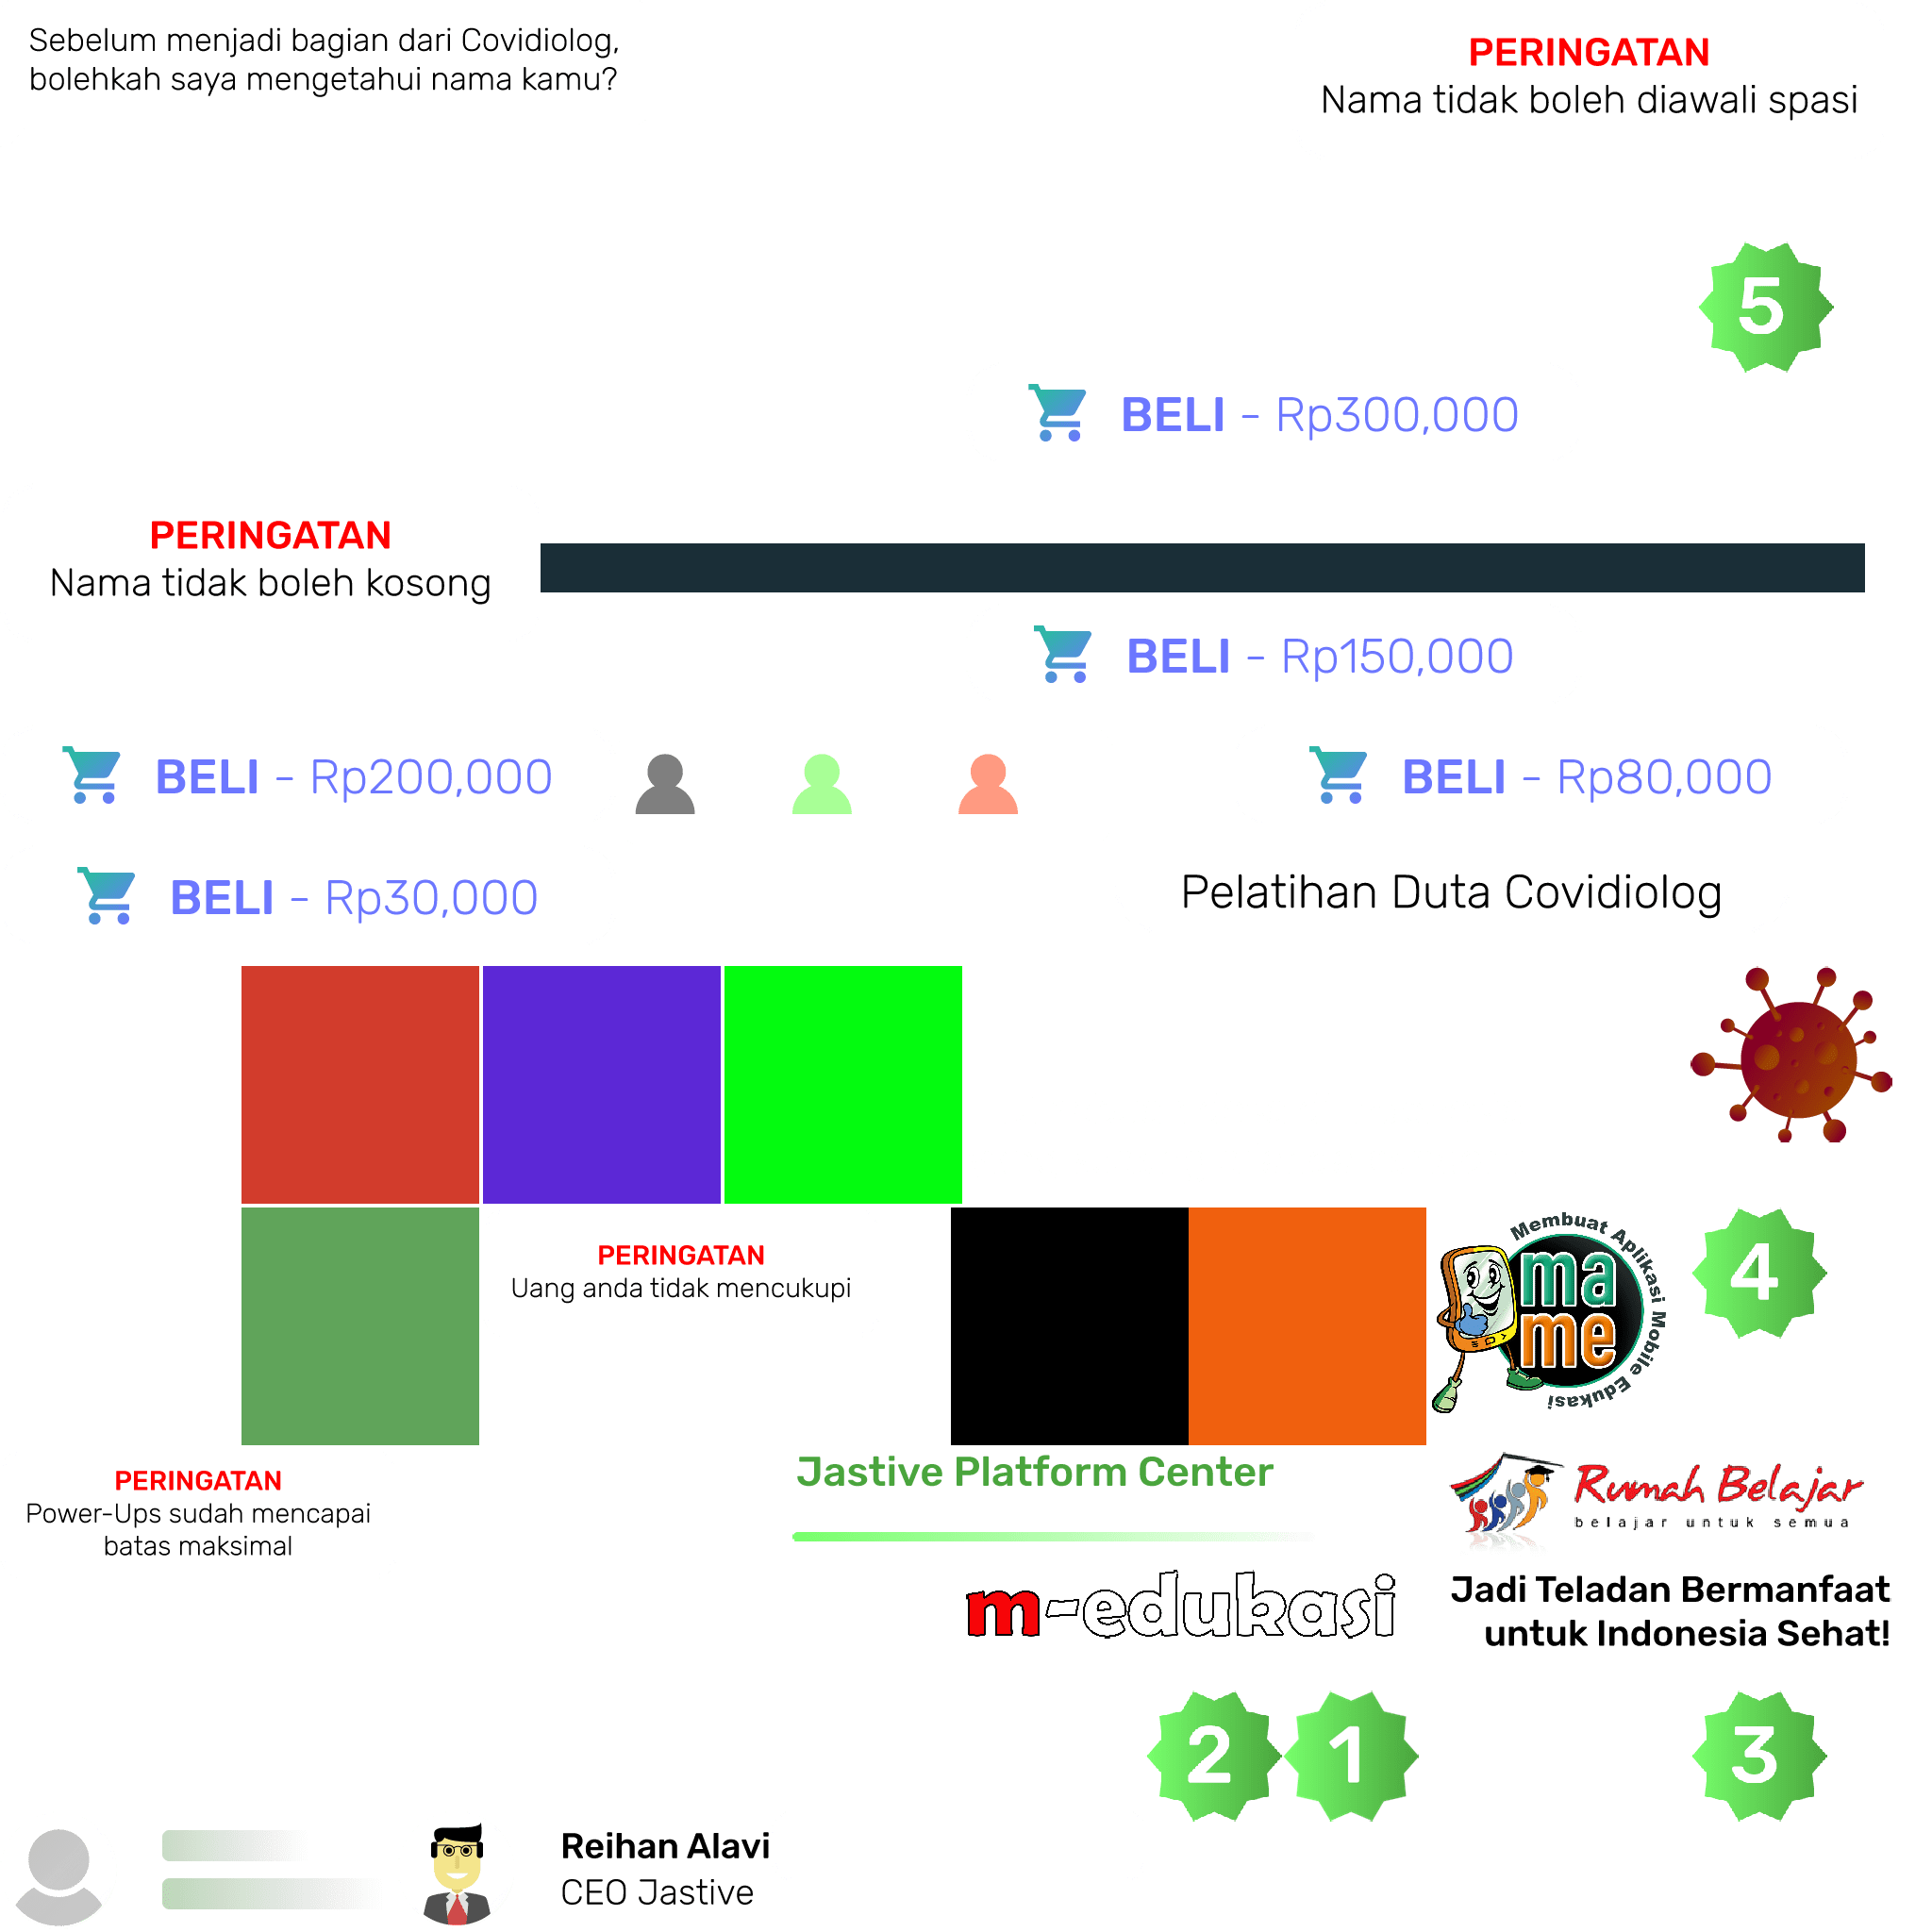 Sebelum menjadi bagian dari Covidiolog,
bolehkah saya mengetahui nama kamu?
PERINGATAN
Nama tidak boleh diawali spasi
5
BELI - Rp300,000
PERINGATAN
Nama tidak boleh kosong
BELI - Rp150,000
BELI - Rp200,000
BELI - Rp80,000
BELI - Rp30,000
Pelatihan Duta Covidiolog
PERINGATAN
Uang anda tidak mencukupi
Membuat Aplikasi Mobile Edukasi
ma
me
4
PERINGATAN
Power-Ups sudah mencapai
batas maksimal
Jastive Platform Center
Rumah Belajar
belajar untuk semua
m-edukasi
Jadi Teladan Bermanfaat
untuk Indonesia Sehat!
2
1
3
Reihan Alavi
CEO Jastive